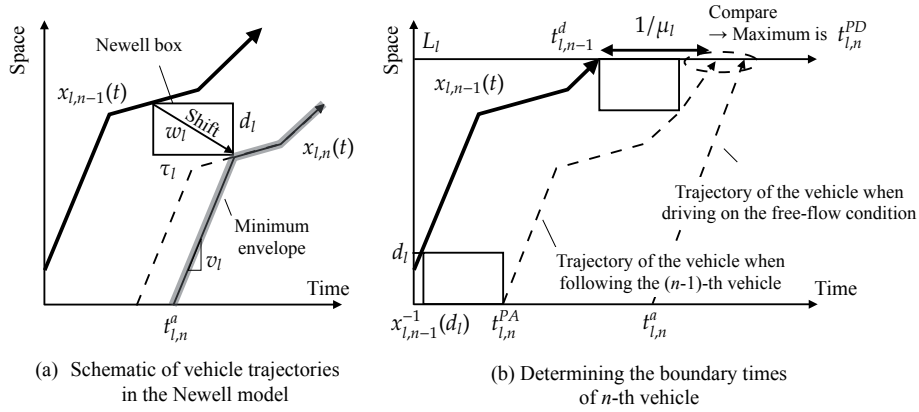 Space
Newell box
x_{l,n-1}(t)
Shift
w_l
d_l
τ_l
x_{l,n}(t)
Minimum
envelope
v_l
Time
t^a_{l,n}
(a) Schematic of vehicle trajectories
in the Newell model
Space
L_l
t^d_{l,n-1}
1/μ_l
Compare
→ Maximum is t^{PD}_{l,n}
x_{l,n-1}(t)
Trajectory of the vehicle when
driving on the free-flow condition
d_l
Trajectory of the vehicle when
following the (n-1)-th vehicle
Time
x^{-1}_{l,n-1}(d_l)
t^{PA}_{l,n}
t^a_{l,n}
(b) Determining the boundary times
of n-th vehicle